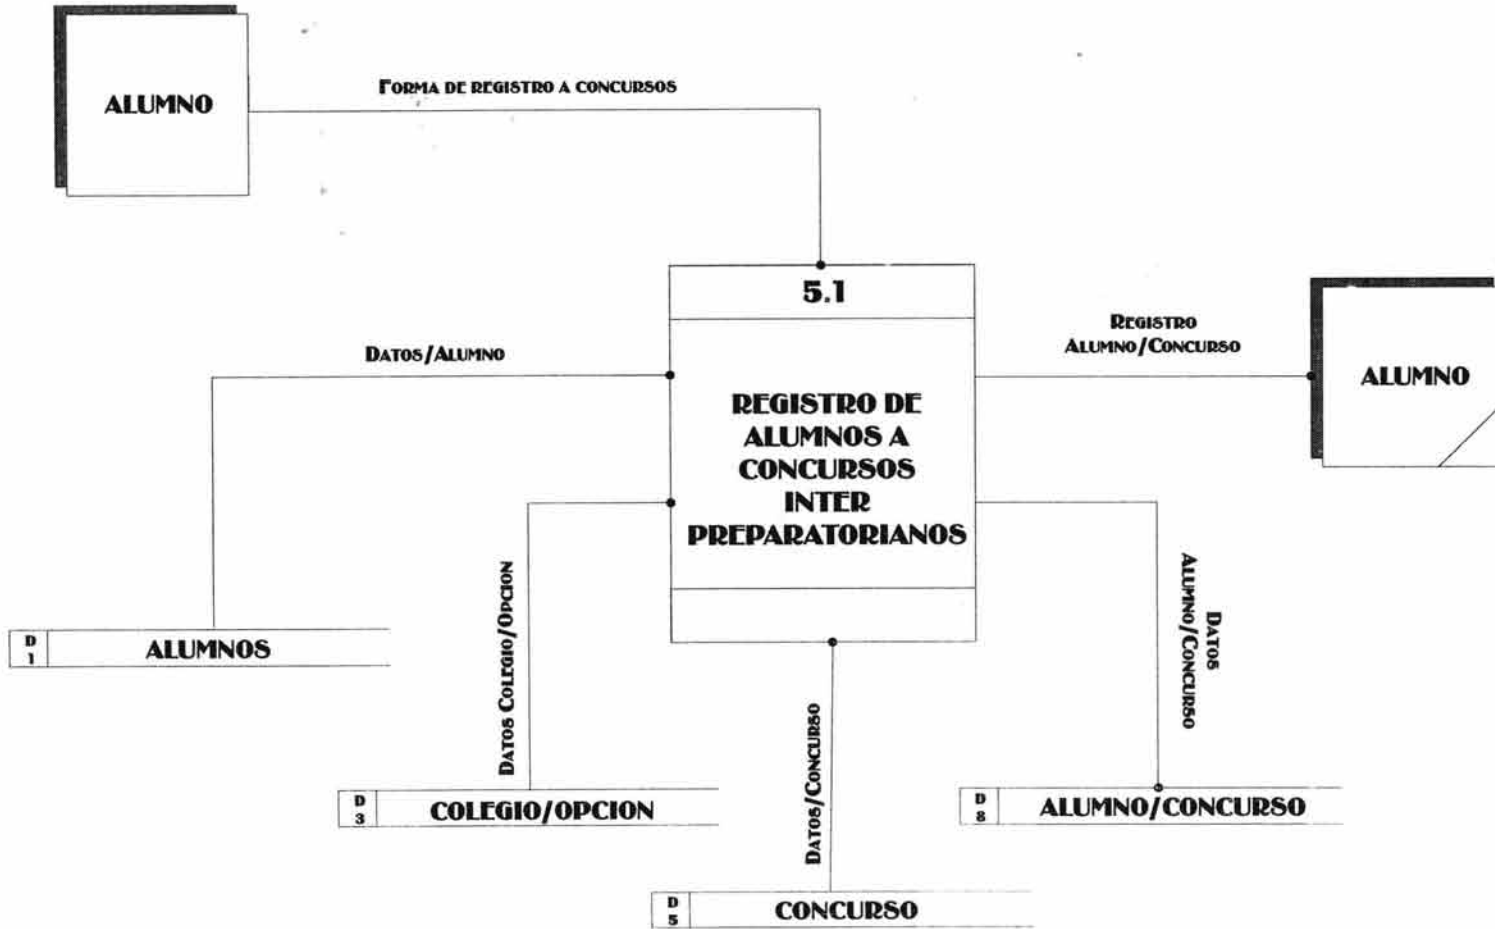 ALUMNO
FORMA DE REGISTRO A CONCURSOS
5.1
REGISTRO DE
ALUMNOS A
CONCURSOS
INTER
PREPARATORIANOS
REGISTRO
ALUMNO/CONCURSO
ALUMNO
DATOS/ALUMNO
D
1
ALUMNOS
DATOS COLEGIO/OPCION
D
3
COLEGIO/OPCION
DATOS/CONCURSO
D
5
CONCURSO
DATOS
ALUMNO/CONCURSO
D
8
ALUMNO/CONCURSO